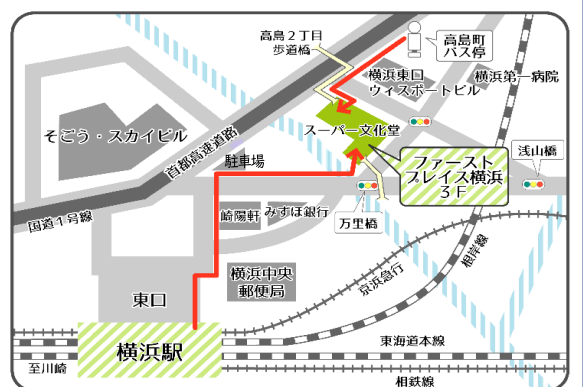 高島２丁目
歩道橋
高島町
バス停
横浜東口
ウィスポートビル
横浜第一病院
そごう・スカイビル
首都高速道路
スーパー文化堂
駐車場
ファースト
プレイス横浜
３Ｆ
浅山橋
国道１号線
崎陽軒
みずほ銀行
万里橋
横浜中央
郵便局
京浜急行
根岸線
東口
横浜駅
東海道本線
至川崎
相鉄線